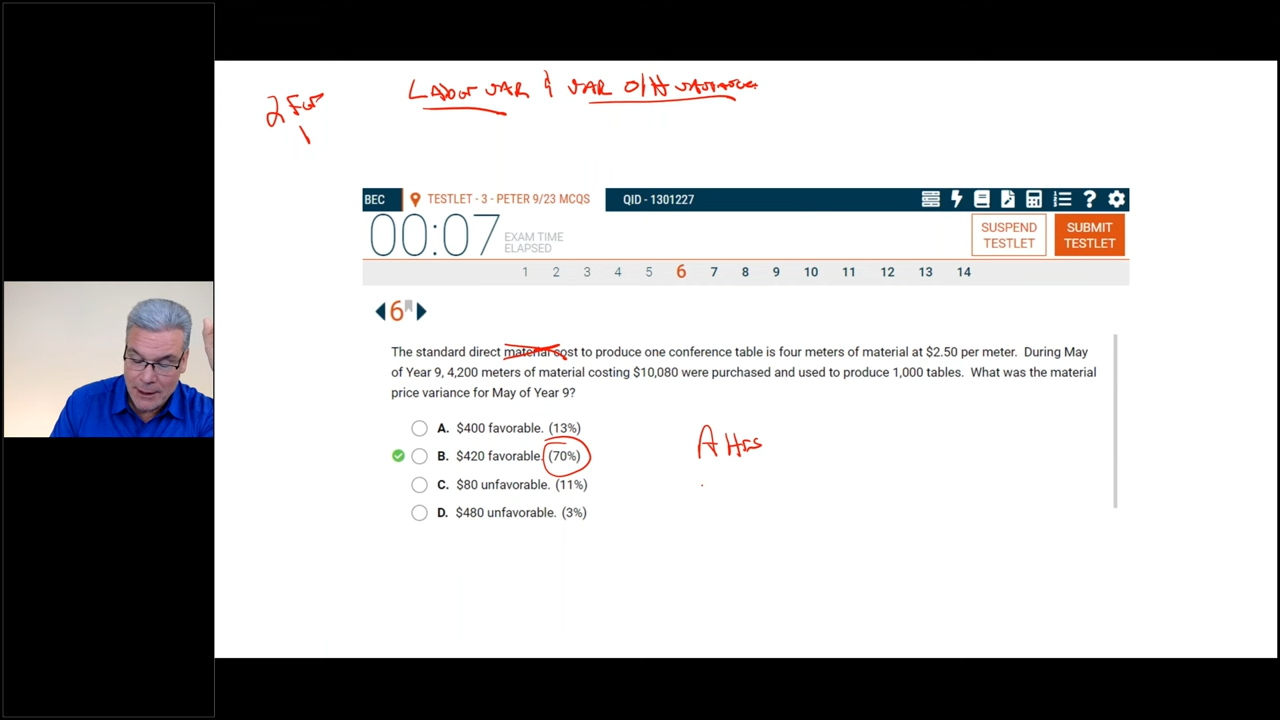 Labor VAR & VAR O/H variance
2 For
1
BEC TESTLET - 3 - PETER 9/23 MCQS QID - 1301227
00:07 EXAM TIME ELAPSED
SUSPEND TESTLET
SUBMIT TESTLET
1 2 3 4 5 6 7 8 9 10 11 12 13 14
6
The standard direct material cost to produce one conference table is four meters of material at $2.50 per meter. During May
of Year 9, 4,200 meters of material costing $10,080 were purchased and used to produce 1,000 tables. What was the material
price variance for May of Year 9?
A. $400 favorable. (13%)
B. $420 favorable. (70%)
C. $80 unfavorable. (11%)
D. $480 unfavorable. (3%)
A Hrs